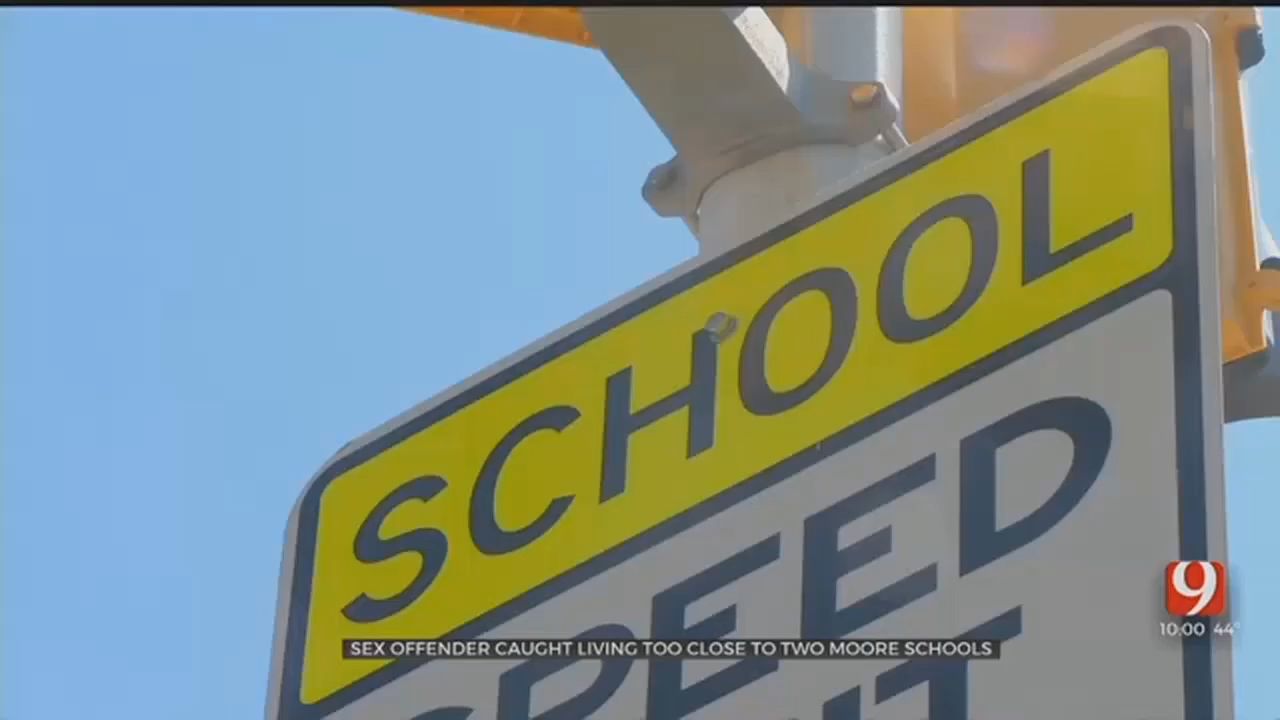 SCHOOL
SPEED
SEX OFFENDER CAUGHT LIVING TOO CLOSE TO TWO MOORE SCHOOLS
9
10:00 44°